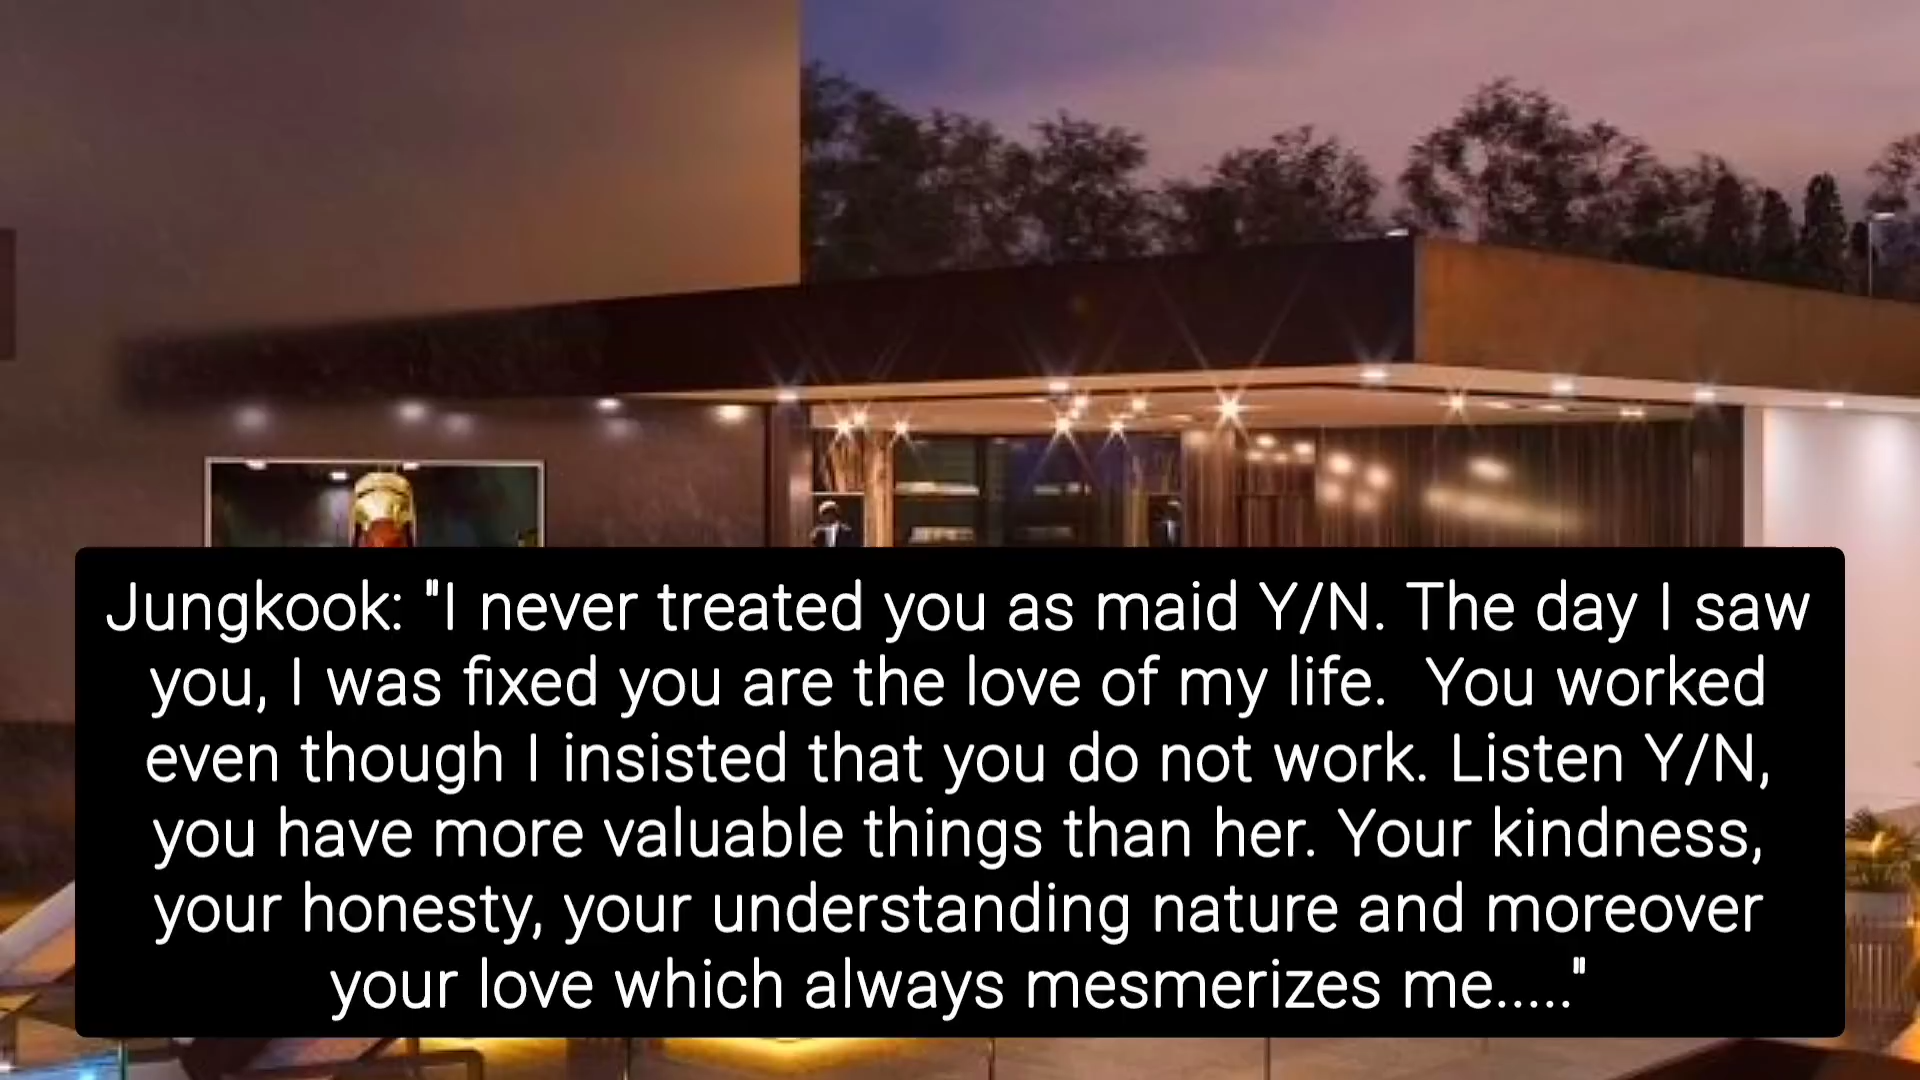 Jungkook: "I never treated you as maid Y/N. The day I saw
you, I was fixed you are the love of my life.  You worked
even though I insisted that you do not work. Listen Y/N,
you have more valuable things than her. Your kindness,
your honesty, your understanding nature and moreover
your love which always mesmerizes me....."